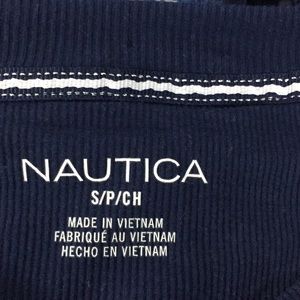 NAUTICA
S/P/CH
MADE IN VIETNAM
FABRIQUÉ AU VIETNAM
HECHO EN VIETNAM